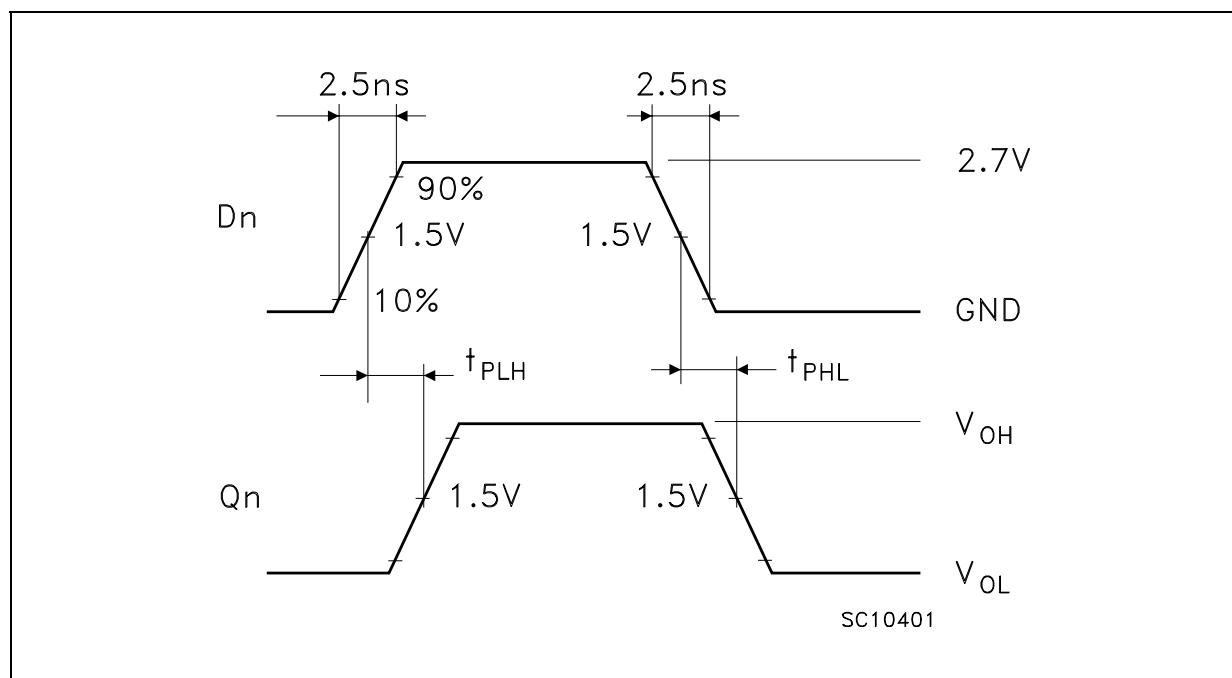 2.5ns 2.5ns
2.7V
90%
Dn 1.5V 1.5V
10%
GND
tPLH tPHL
VOH
Qn 1.5V 1.5V
VOL
SC10401